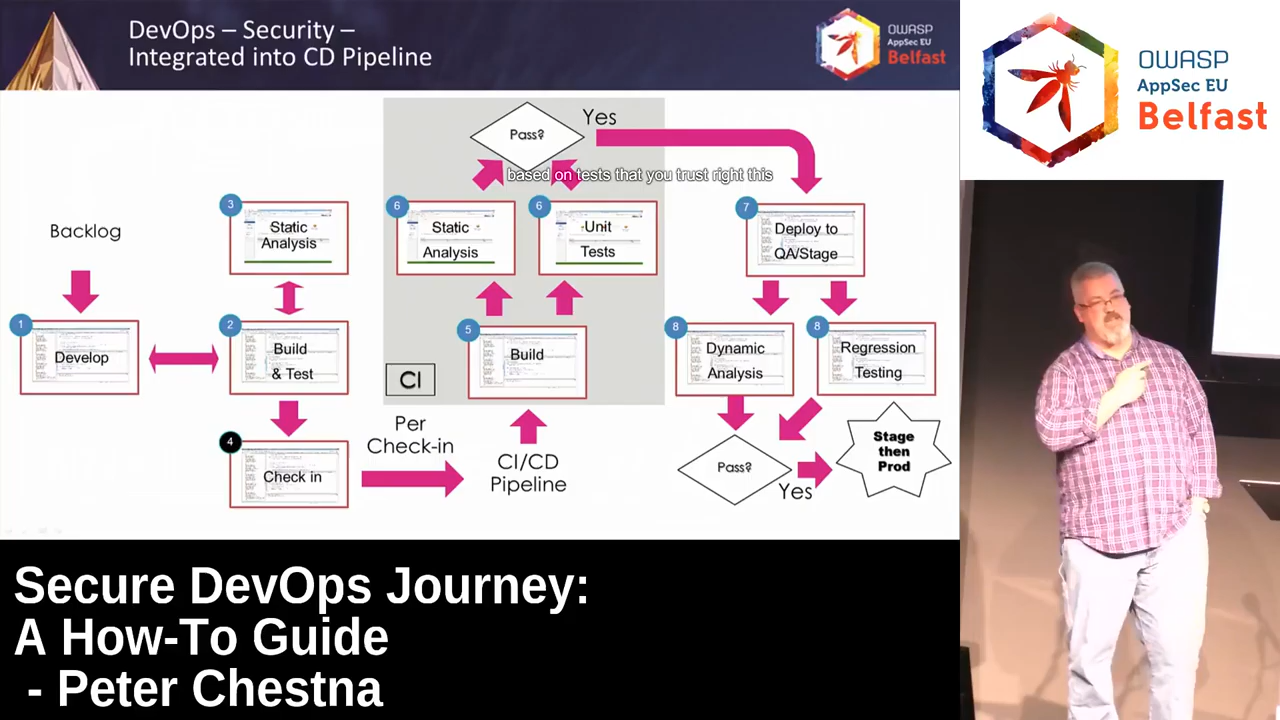 DevOps – Security –
Integrated into CD Pipeline
OWASP
AppSec EU
Belfast
OWASP
AppSec EU
Belfast
Pass?
Yes
based on tests that you trust right this
Backlog
3
Static
Analysis
6
Static
Analysis
6
Unit
Tests
7
Deploy to
QA/Stage
1
Develop
2
Build
& Test
5
Build
CI
8
Dynamic
Analysis
8
Regression
Testing
4
Check in
Per
Check-in
CI/CD
Pipeline
Pass?
Yes
Stage
then
Prod
Secure DevOps Journey:
A How-To Guide
- Peter Chestna